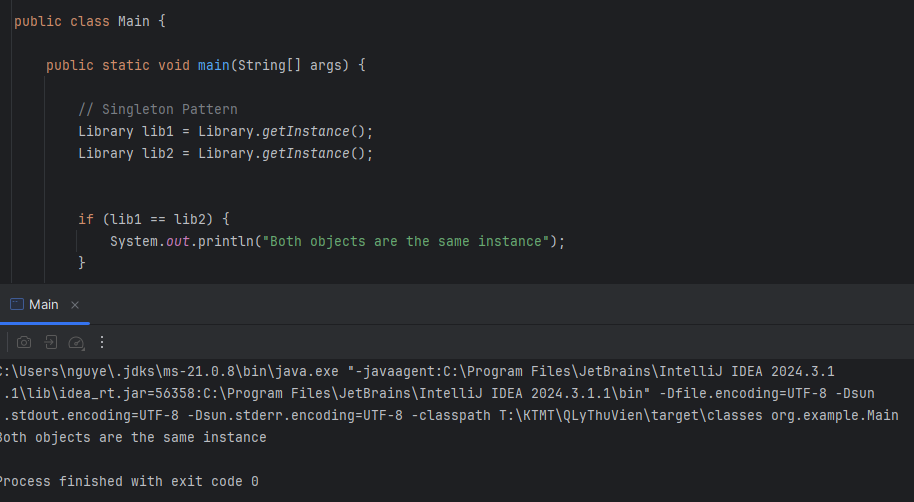 public class Main {
public static void main(String[] args) {
// Singleton Pattern
Library lib1 = Library.getInstance();
Library lib2 = Library.getInstance();
if (lib1 == lib2) {
System.out.println("Both objects are the same instance");
}
Main ×
C:\Users\nguye\.jdks\ms-21.0.8\bin\java.exe "-javaagent:C:\Program Files\JetBrains\IntelliJ IDEA 2024.3.1
.1\lib\idea_rt.jar=56358:C:\Program Files\JetBrains\IntelliJ IDEA 2024.3.1.1\bin" -Dfile.encoding=UTF-8 -Dsun
.stdout.encoding=UTF-8 -Dsun.stderr.encoding=UTF-8 -classpath T:\KTMT\QLyThuVien\target\classes org.example.Main
Both objects are the same instance
Process finished with exit code 0